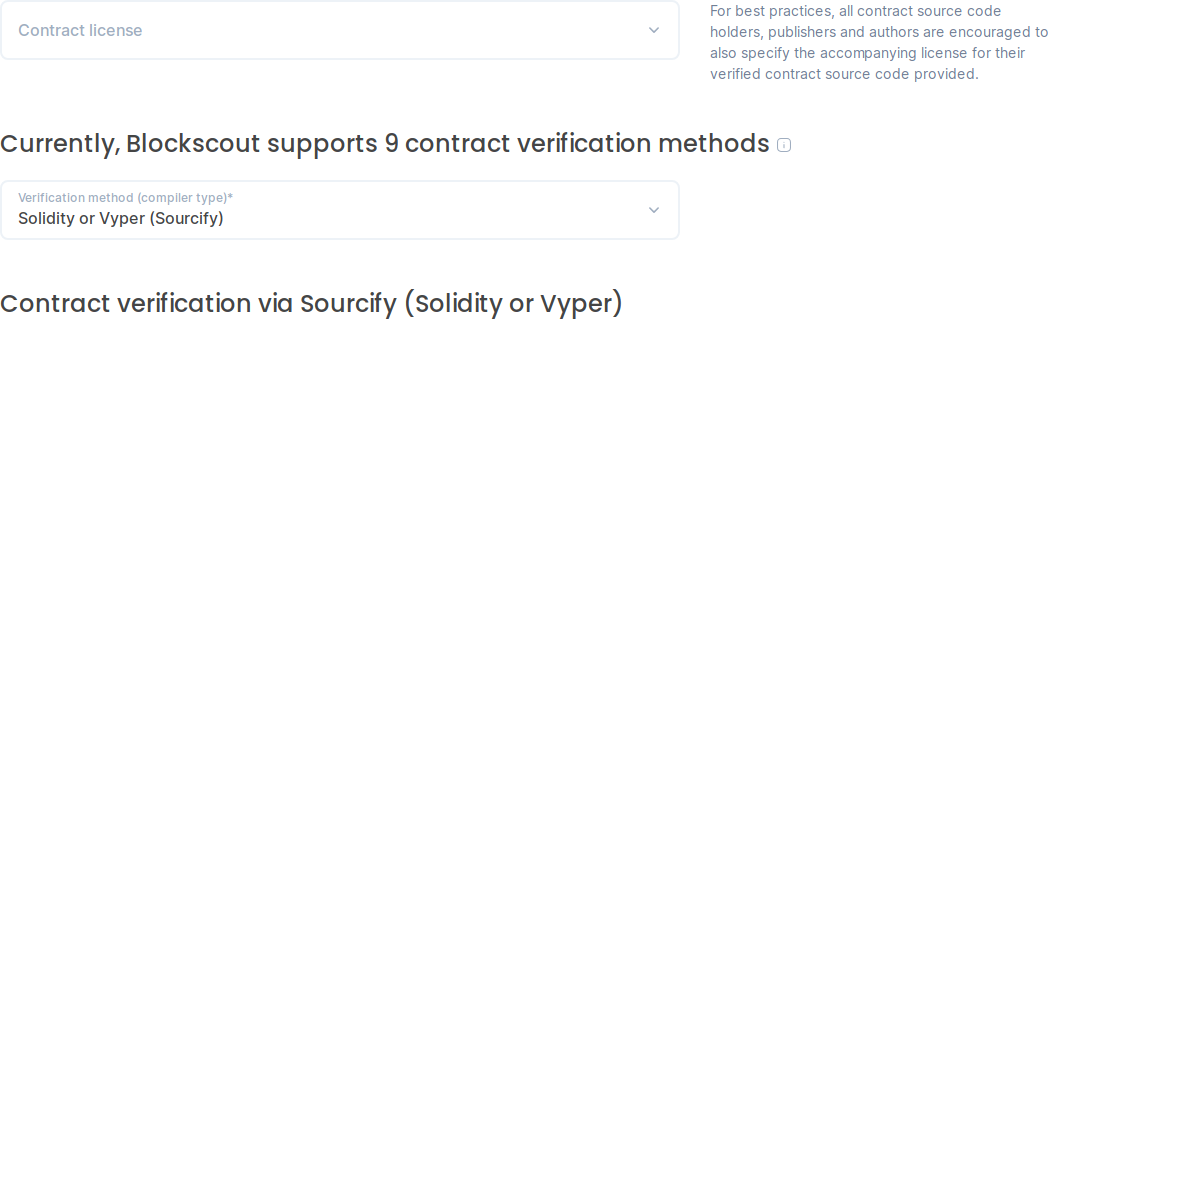 Contract license
For best practices, all contract source code
holders, publishers and authors are encouraged to
also specify the accompanying license for their
verified contract source code provided.
Currently, Blockscout supports 9 contract verification methods
Verification method (compiler type)*
Solidity or Vyper (Sourcify)
Contract verification via Sourcify (Solidity or Vyper)